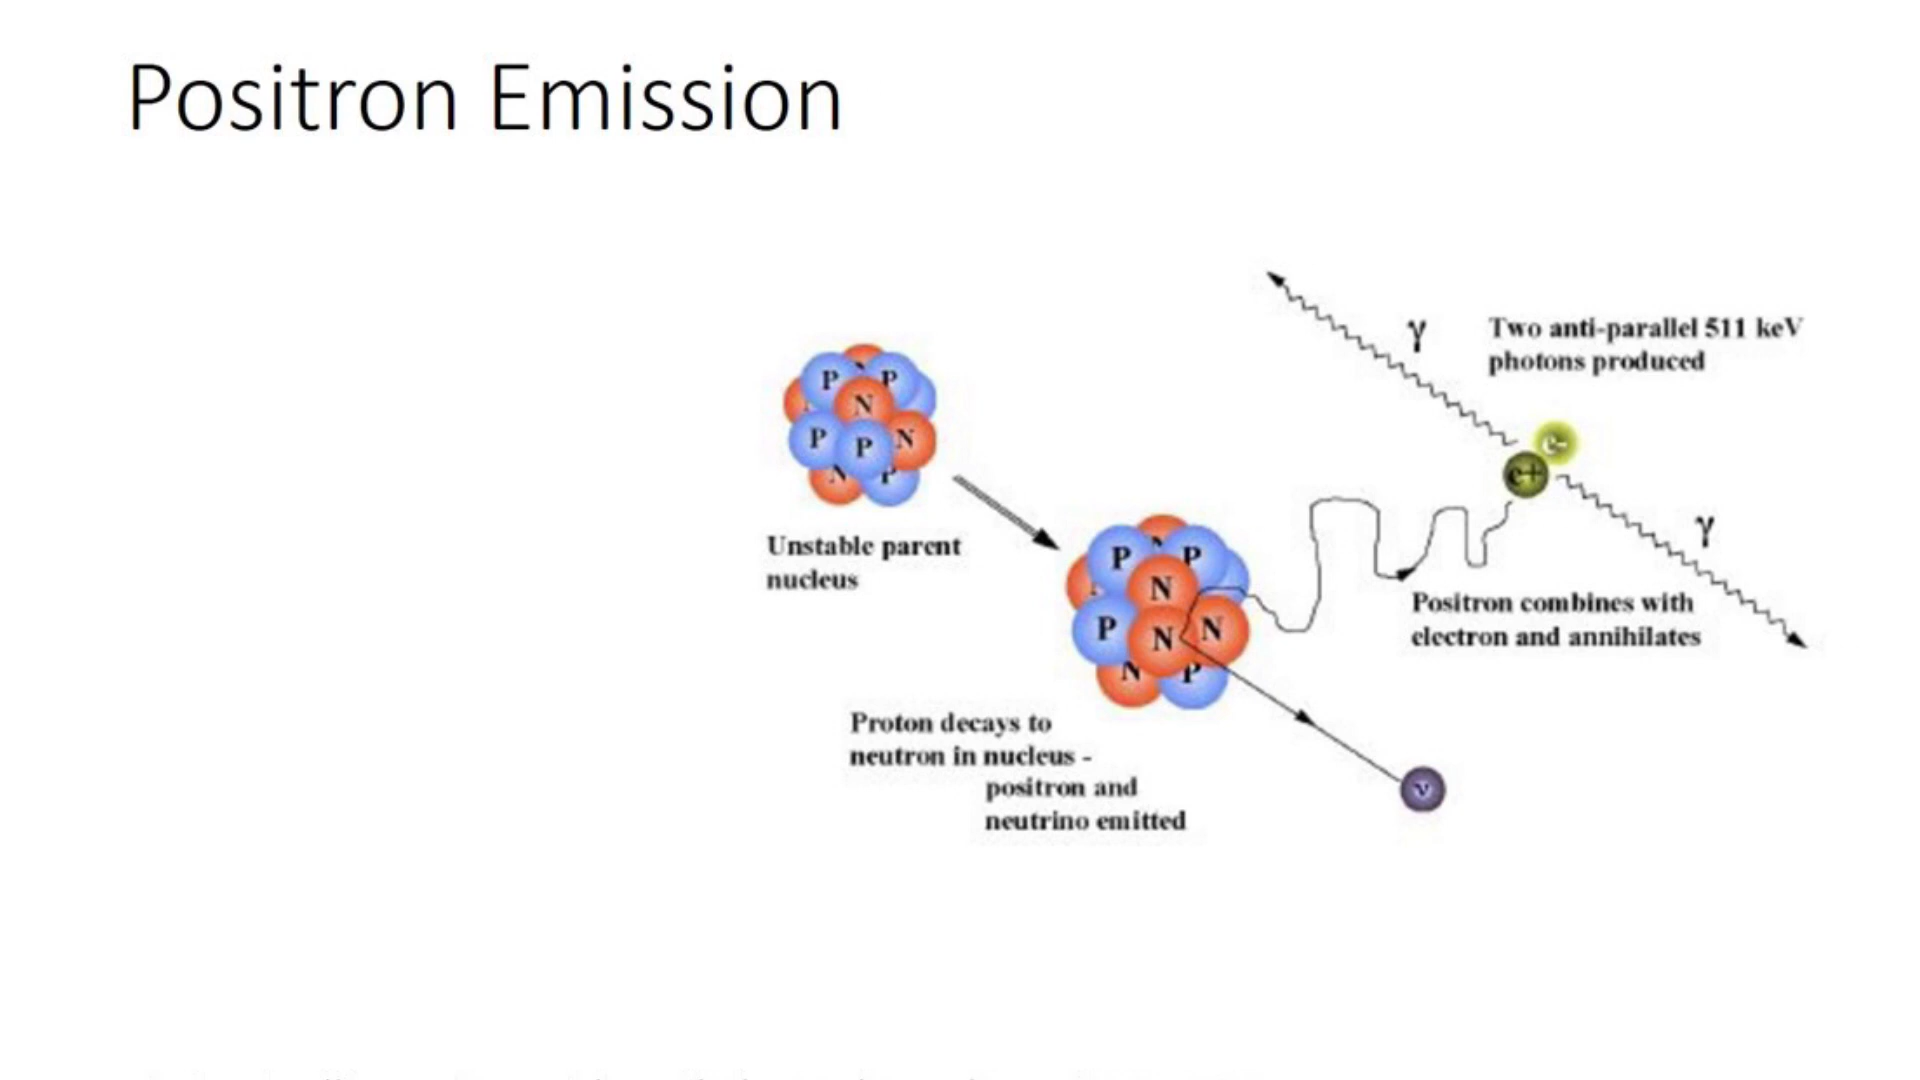 Positron Emission
γ
Two anti-parallel 511 keV
photons produced
P
P
N
P
P
N
N
P
e-
e+
Unstable parent
nucleus
γ
P
P
N
P
N
N
N
P
Positron combines with
electron and annihilates
Proton decays to
neutron in nucleus -
positron and
neutrino emitted
ν